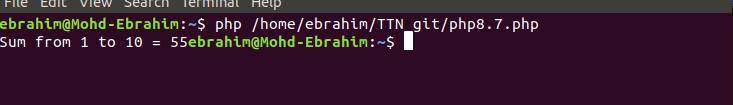 File Edit View Search Terminal Help
ebrahim@Mohd-Ebrahim:~$ php /home/ebrahim/TTN_git/php8.7.php
Sum from 1 to 10 = 55ebrahim@Mohd-Ebrahim:~$